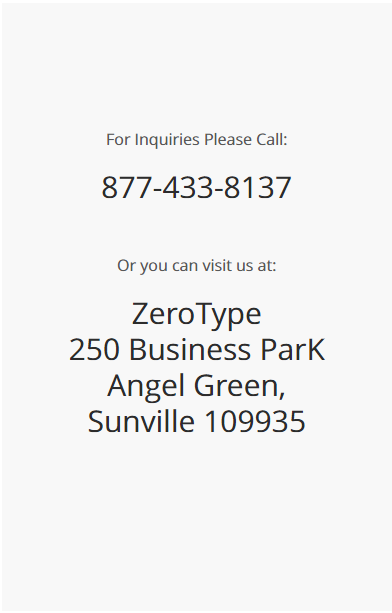 For Inquiries Please Call:
877-433-8137
Or you can visit us at:
ZeroType
250 Business ParK
Angel Green,
Sunville 109935